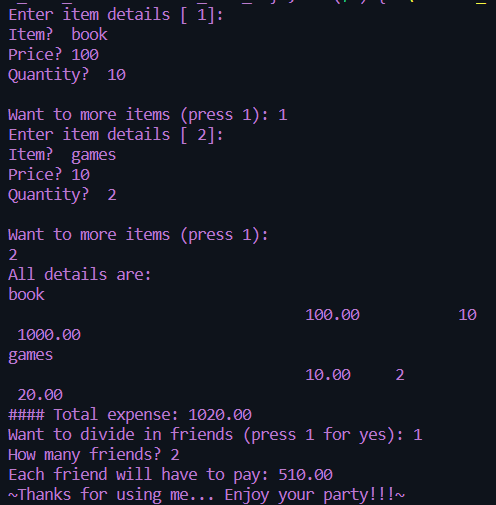 Enter item details [ 1]:
Item?  book
Price? 100
Quantity?  10
Want to more items (press 1): 1
Enter item details [ 2]:
Item?  games
Price? 10
Quantity?  2
Want to more items (press 1):
2
All details are:
book
100.00          10
1000.00
games
10.00     2
20.00
#### Total expense: 1020.00
Want to divide in friends (press 1 for yes): 1
How many friends? 2
Each friend will have to pay: 510.00
~Thanks for using me... Enjoy your party!!!~